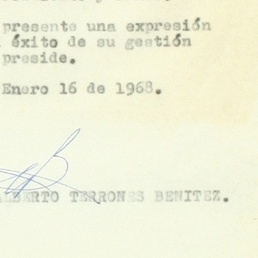 presente una expresión
éxito de su gestión
preside.
Enero 16 de 1968.
ALBERTO TERRONES BENITEZ.